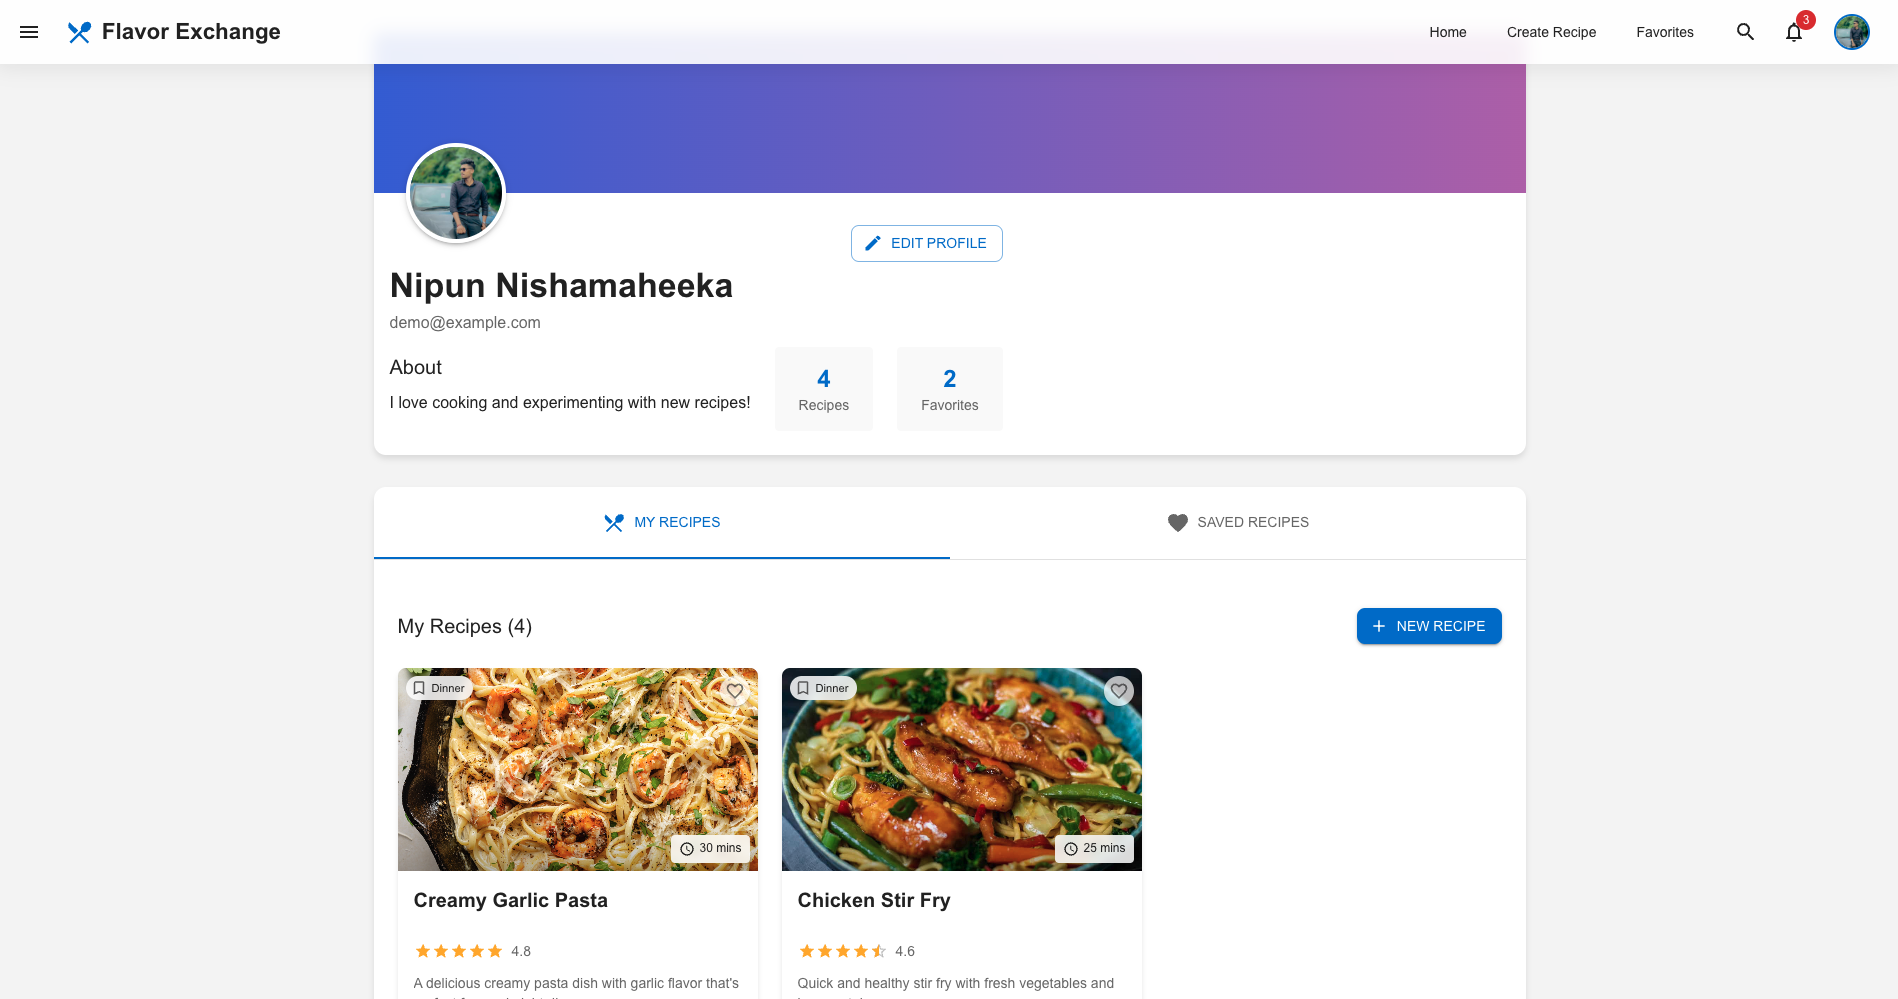 Flavor Exchange
Home
Create Recipe
Favorites
3
EDIT PROFILE
Nipun Nishamaheeka
demo@example.com
About
I love cooking and experimenting with new recipes!
4
Recipes
2
Favorites
MY RECIPES
SAVED RECIPES
My Recipes (4)
NEW RECIPE
Dinner
30 mins
Creamy Garlic Pasta
4.8
A delicious creamy pasta dish with garlic flavor that's
Dinner
25 mins
Chicken Stir Fry
4.6
Quick and healthy stir fry with fresh vegetables and